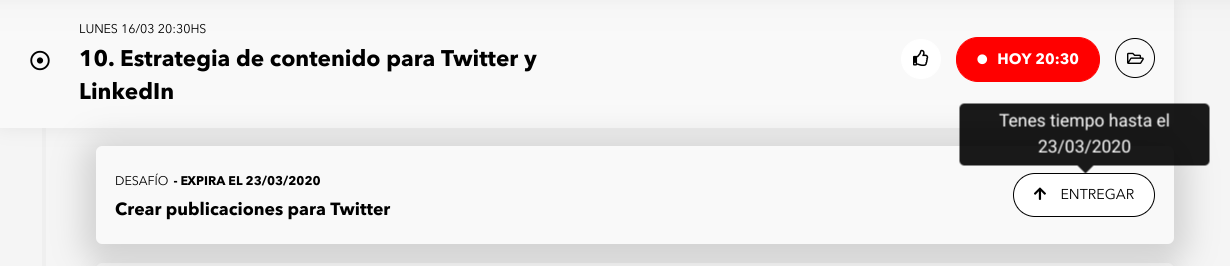 LUNES 16/03 20:30HS
10. Estrategia de contenido para Twitter y
LinkedIn
HOY 20:30
Tenes tiempo hasta el
23/03/2020
DESAFÍO - EXPIRA EL 23/03/2020
Crear publicaciones para Twitter
ENTREGAR